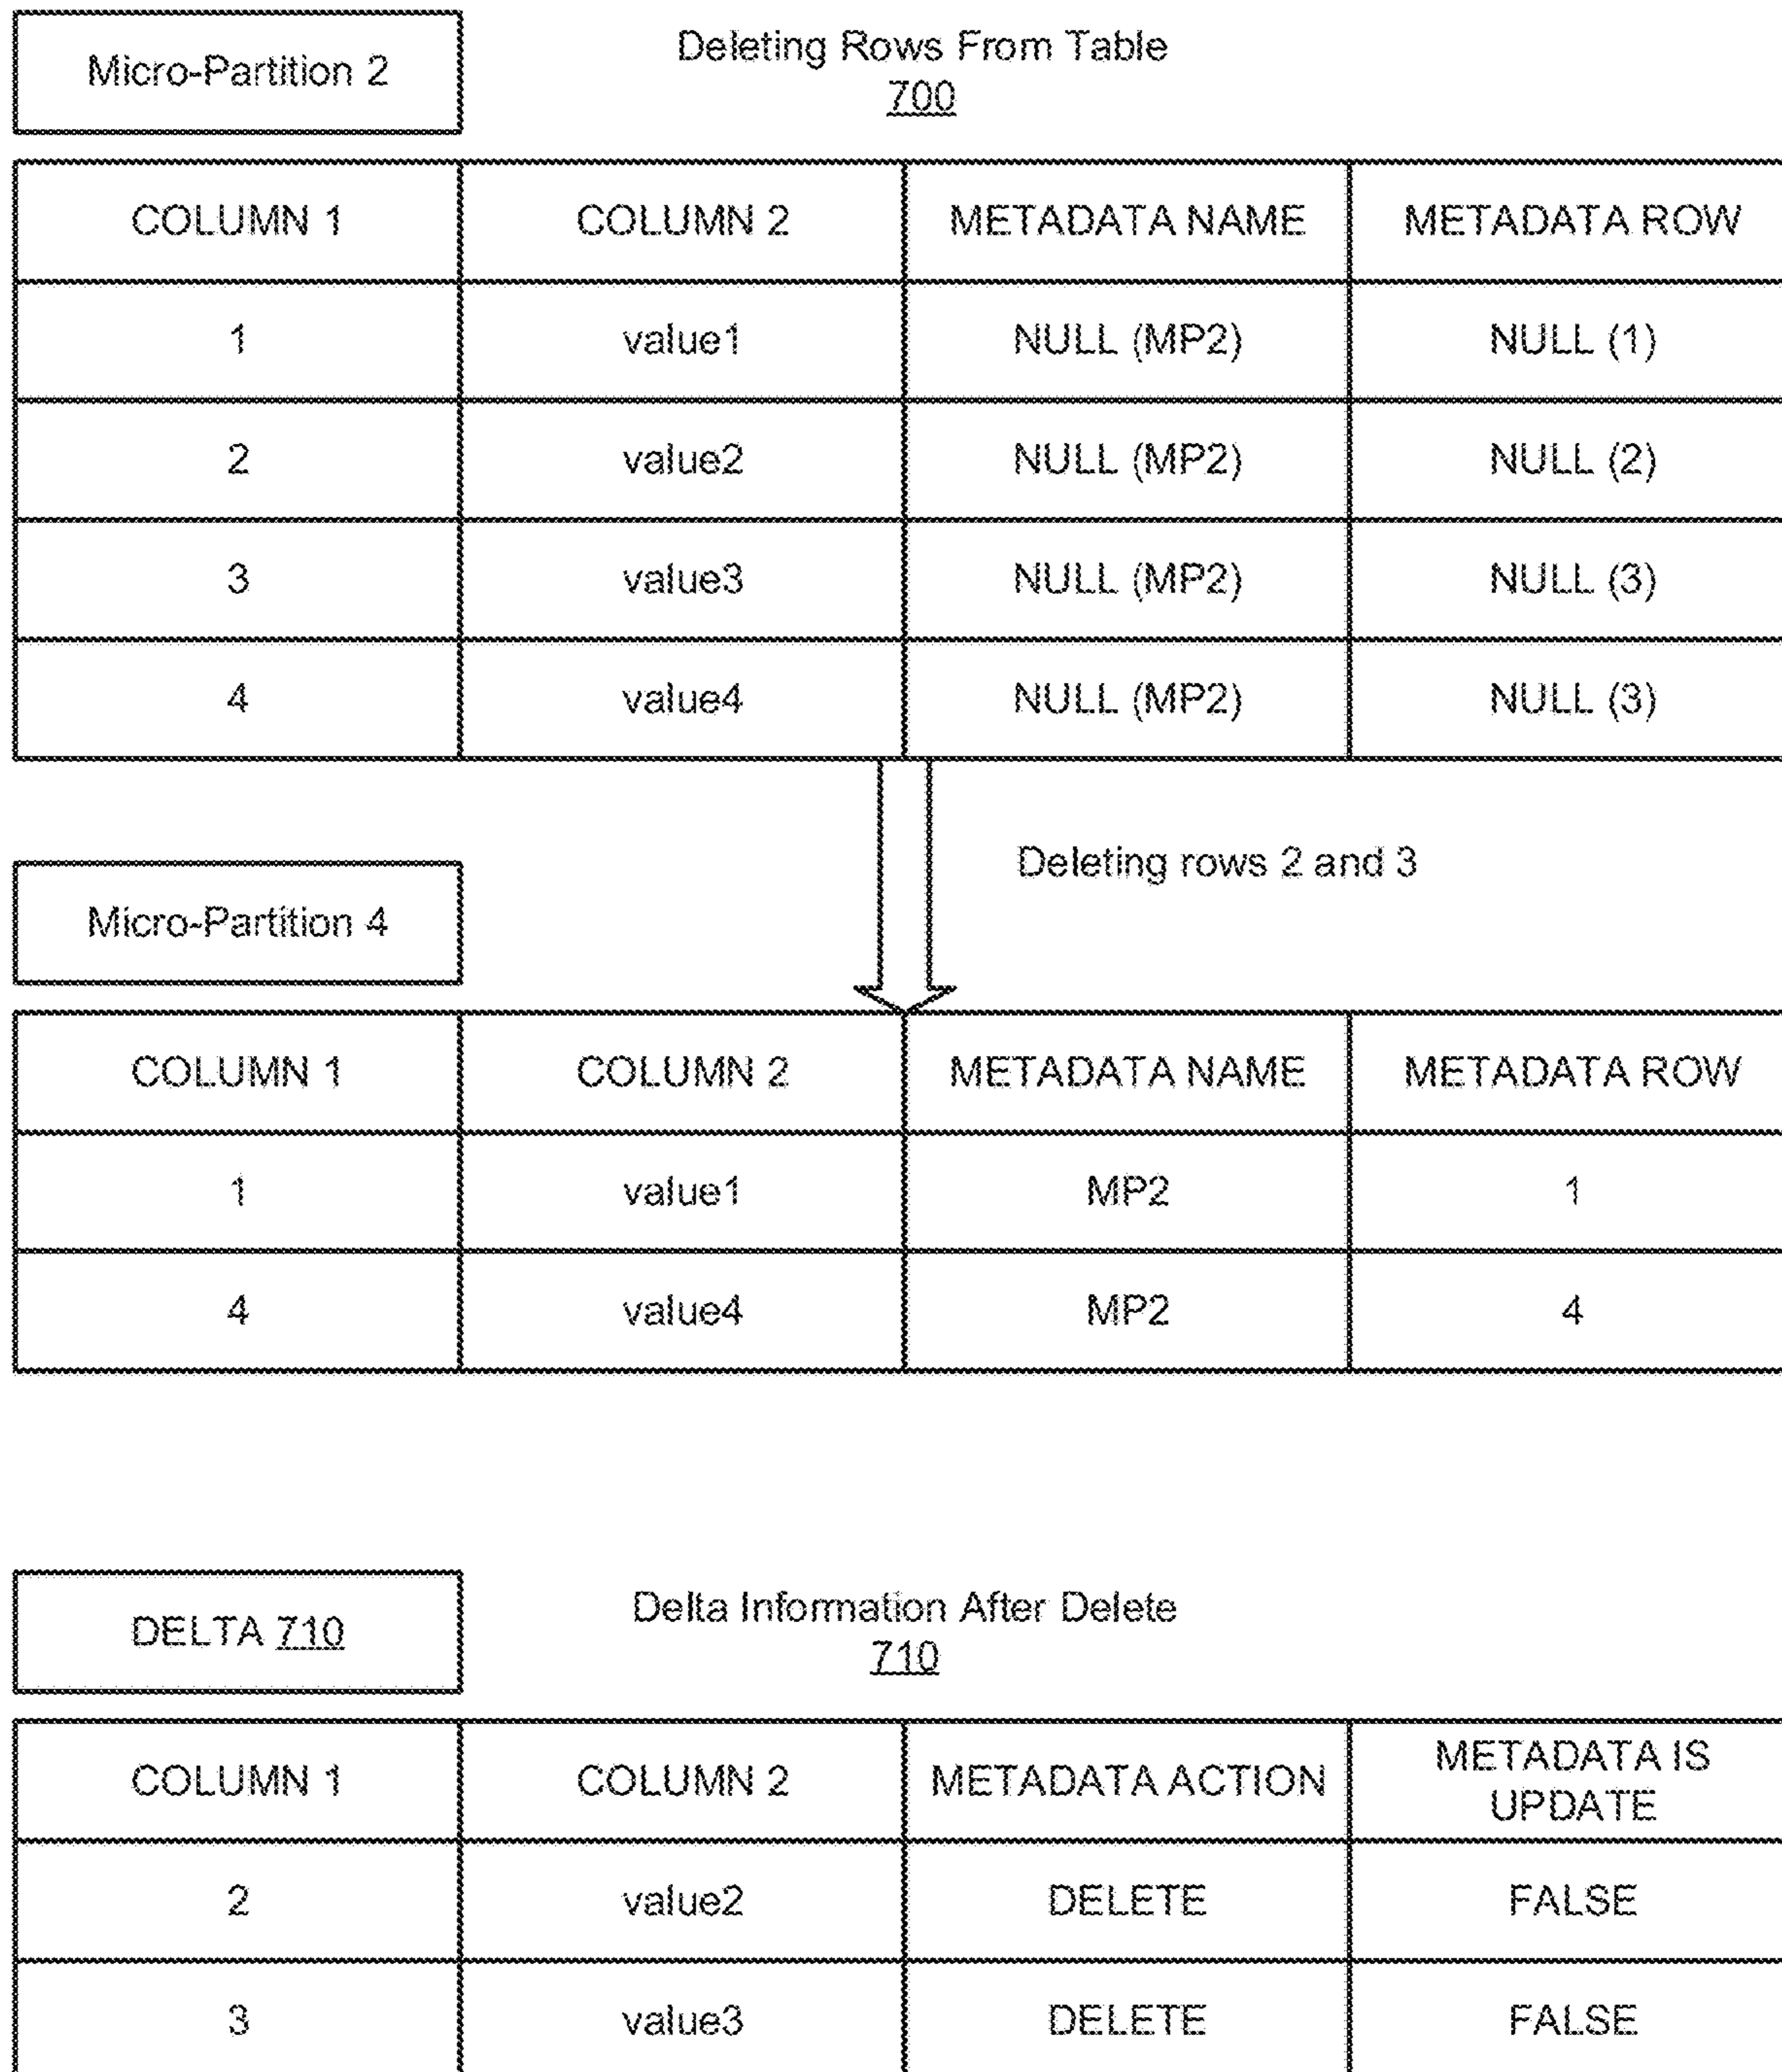 Micro-Partition 2
Deleting Rows From Table
700
COLUMN 1 COLUMN 2 METADATA NAME METADATA ROW
1 value1 NULL (MP2) NULL (1)
2 value2 NULL (MP2) NULL (2)
3 value3 NULL (MP2) NULL (3)
4 value4 NULL (MP2) NULL (3)
Deleting rows 2 and 3
Micro-Partition 4
COLUMN 1 COLUMN 2 METADATA NAME METADATA ROW
1 value1 MP2 1
4 value4 MP2 4
DELTA 710
Delta Information After Delete
710
COLUMN 1 COLUMN 2 METADATA ACTION METADATA IS
UPDATE
2 value2 DELETE FALSE
3 value3 DELETE FALSE